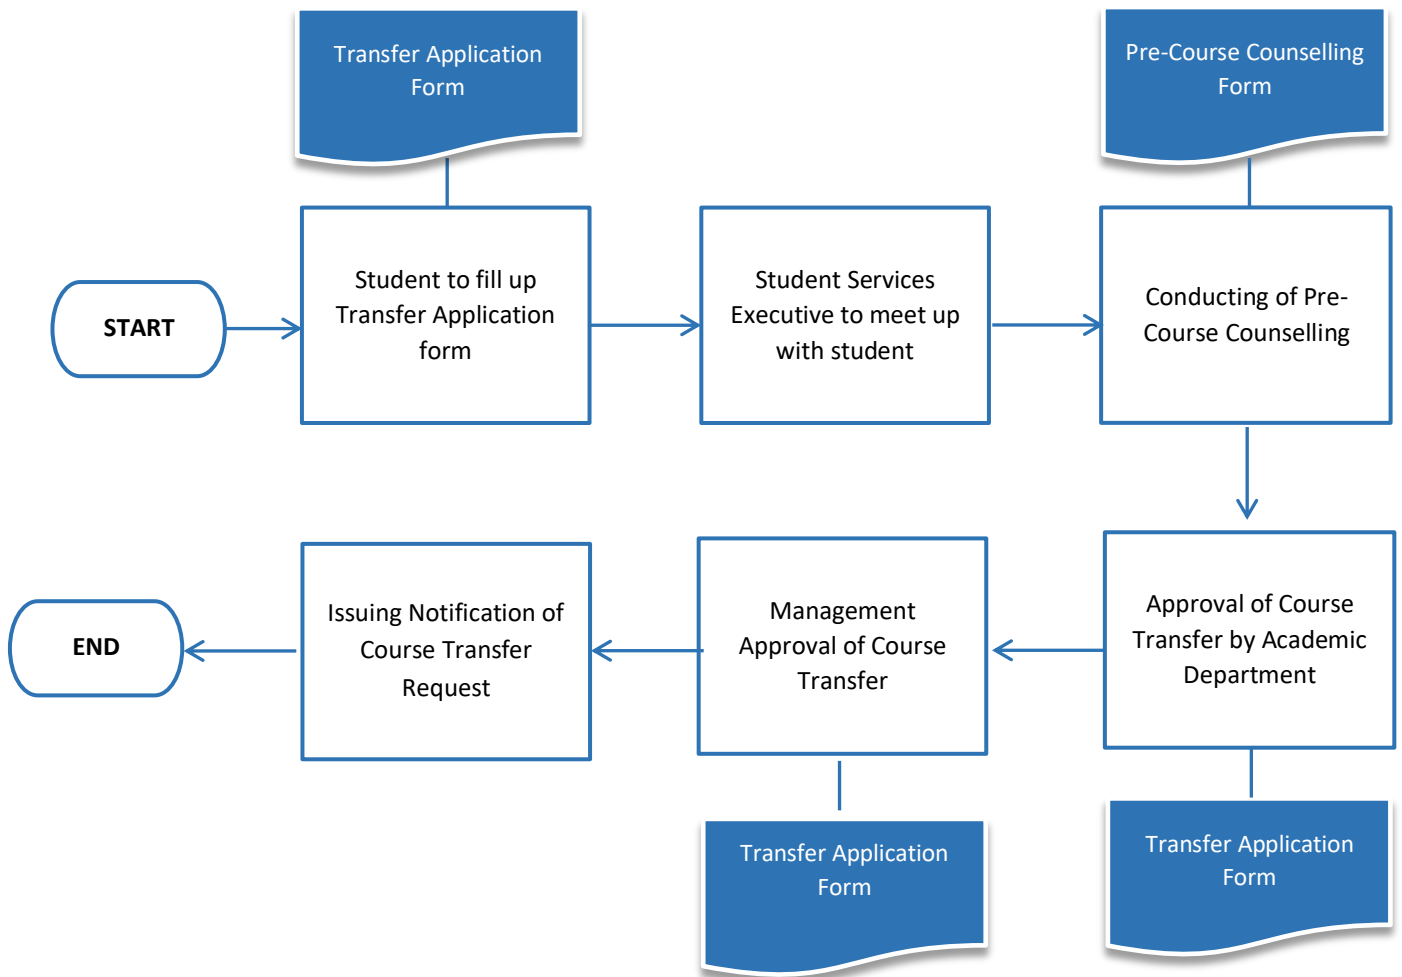 Transfer Application
Form
Pre-Course Counselling
Form
START
Student to fill up
Transfer Application
form
Student Services
Executive to meet up
with student
Conducting of Pre-
Course Counselling
END
Issuing Notification of
Course Transfer
Request
Management
Approval of Course
Transfer
Approval of Course
Transfer by Academic
Department
Transfer Application
Form
Transfer Application
Form